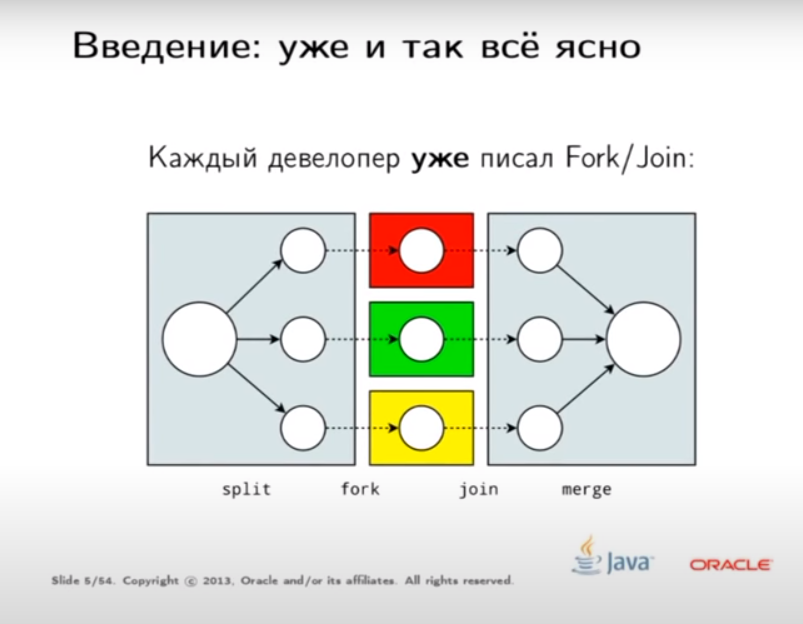 Введение: уже и так всё ясно
Каждый девелопер уже писал Fork/Join:
split fork join merge
Slide 5/54. Copyright © 2013, Oracle and/or its affiliates. All rights reserved.
Java™
ORACLE®